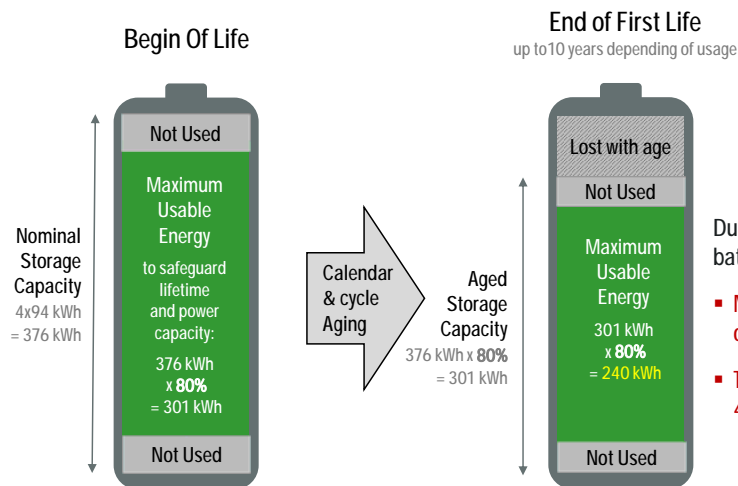 Begin Of Life
Not Used
Maximum
Usable
Energy
to safeguard
lifetime
and power
capacity:
376 kWh
x 80%
= 301 kWh
Not Used
Nominal
Storage
Capacity
4x94 kWh
= 376 kWh
Calendar
& cycle
Aging
End of First Life
up to10 years depending of usage
Lost with age
Not Used
Maximum
Usable
Energy
301 kWh
x 80%
= 240 kWh
Not Used
Aged
Storage
Capacity
376 kWh x 80%
= 301 kWh